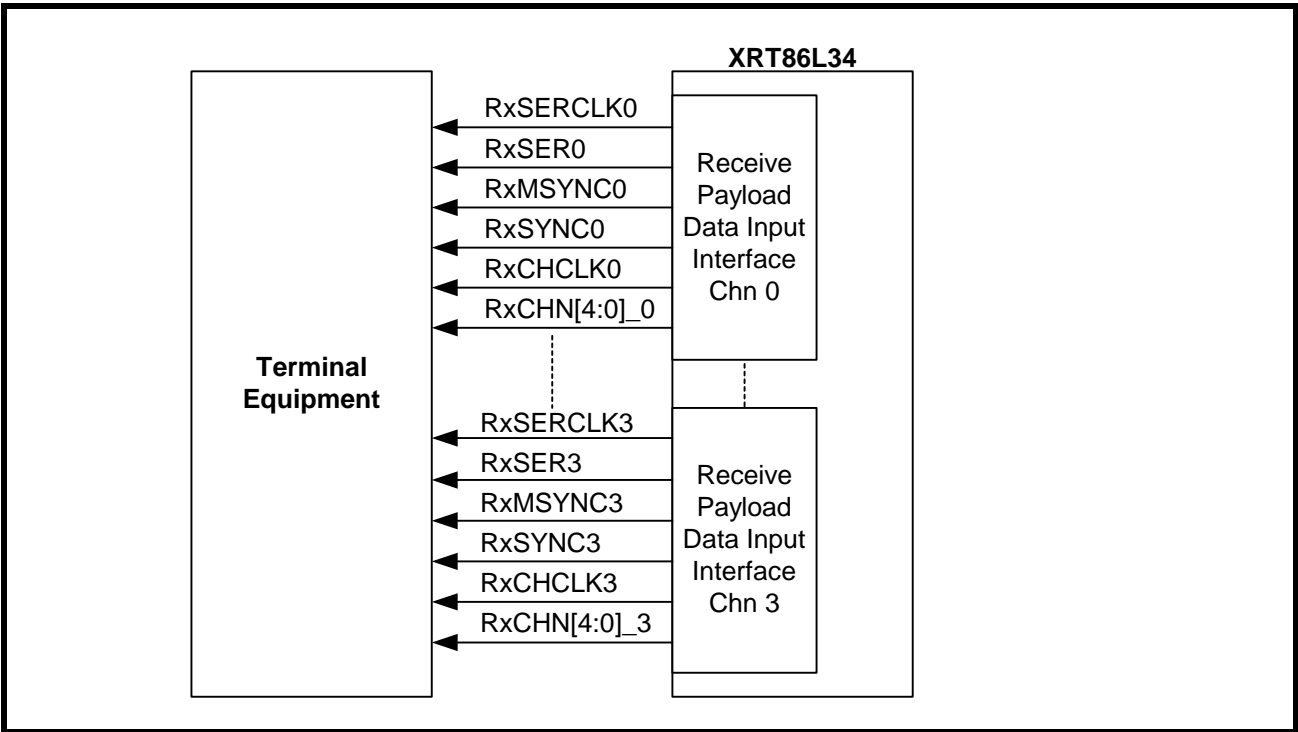 XRT86L34
RxSERCLK0
RxSER0
RxMSYNC0
RxSYNC0
RxCHCLK0
RxCHN[4:0]_0
Receive
Payload
Data Input
Interface
Chn 0
Terminal
Equipment
RxSERCLK3
RxSER3
RxMSYNC3
RxSYNC3
RxCHCLK3
RxCHN[4:0]_3
Receive
Payload
Data Input
Interface
Chn 3